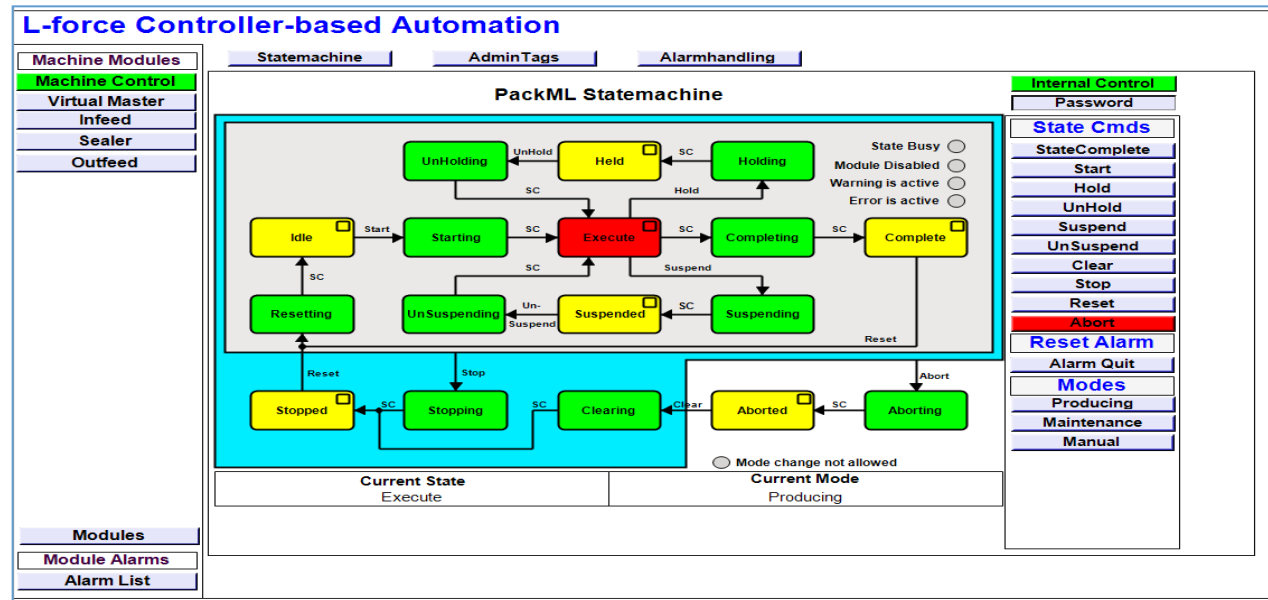 L-force Controller-based Automation
Machine Modules
Machine Control
Virtual Master
Infeed
Sealer
Outfeed
Modules
Module Alarms
Alarm List
Statemachine AdminTags Alarmhandling
PackML Statemachine
State Busy
Module Disabled
Warning is active
Error is active
UnHolding UnHold Held SC Holding
SC Hold
Idle Start Starting SC Execute SC Completing SC Complete
SC SC Suspend
Resetting UnSuspending Un-
Suspend Suspended SC Suspending
Reset
Reset Stop Abort
Stopped SC Stopping SC Clearing Clear Aborted SC Aborting
Mode change not allowed
Current State Current Mode
Execute Producing
Internal Control
Password
State Cmds
StateComplete
Start
Hold
UnHold
Suspend
UnSuspend
Clear
Stop
Reset
Abort
Reset Alarm
Alarm Quit
Modes
Producing
Maintenance
Manual